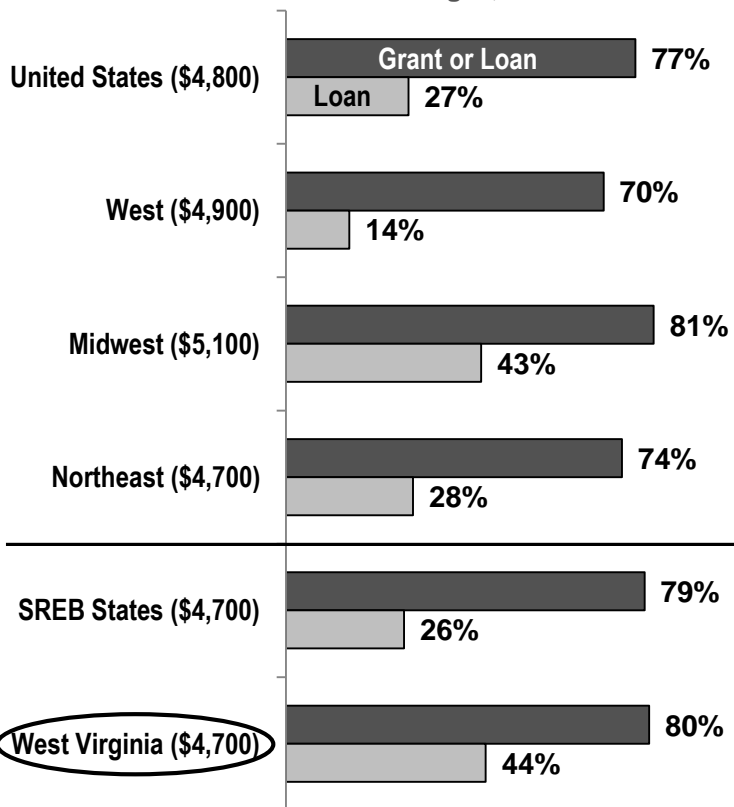 United States ($4,800)
Grant or Loan 77%
Loan 27%
West ($4,900)
70%
14%
Midwest ($5,100)
81%
43%
Northeast ($4,700)
74%
28%
SREB States ($4,700)
79%
26%
West Virginia ($4,700)
80%
44%